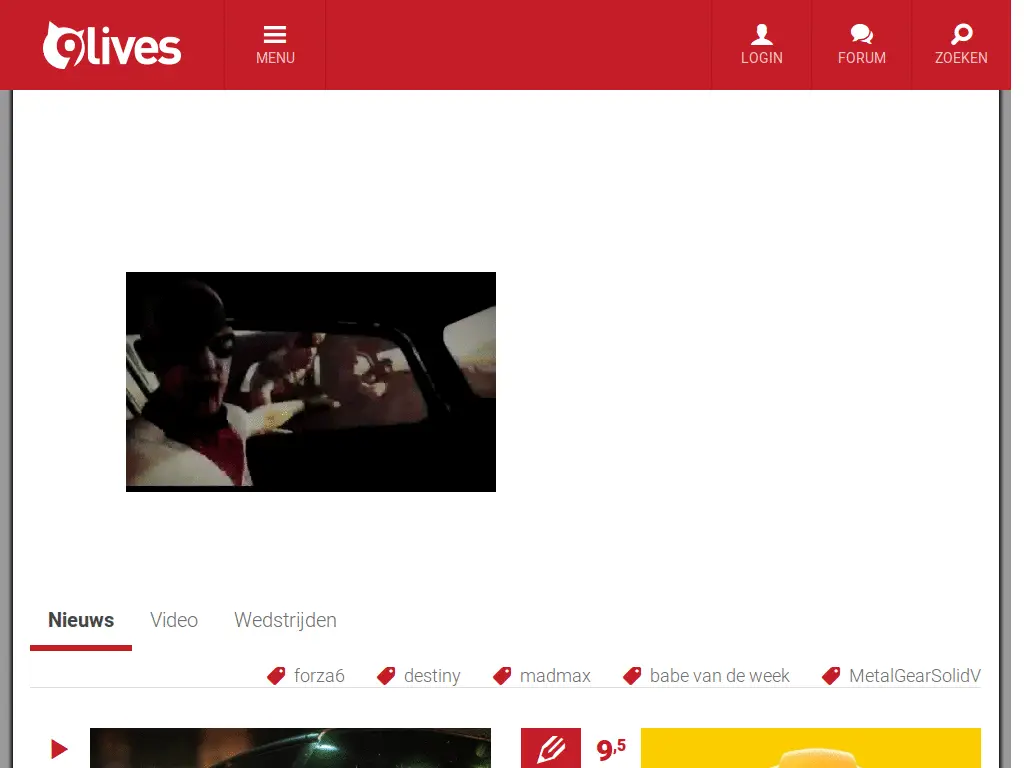 9lives
MENU
LOGIN
FORUM
ZOEKEN
Nieuws
Video
Wedstrijden
forza6
destiny
madmax
babe van de week
MetalGearSolidV
9,5